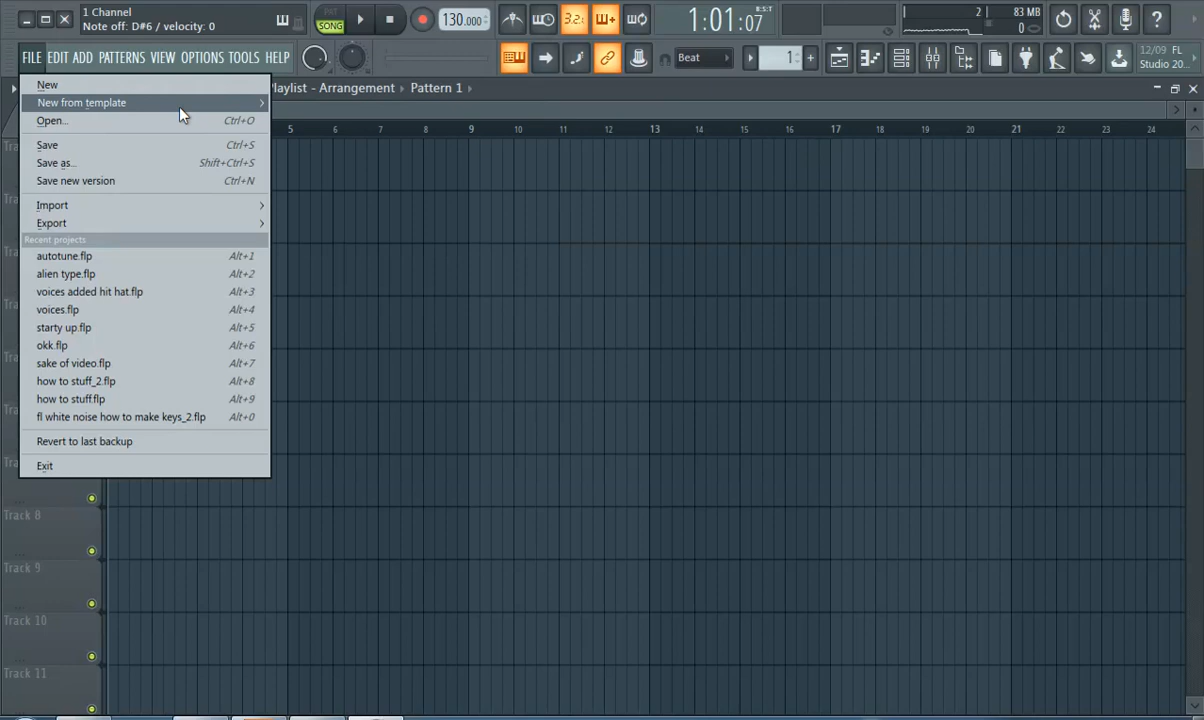 1 Channel
Note off: D#6 / velocity: 0
PAT
SONG
130.000
3.2.
1:01:07
B:S:T
2
83 MB
0
FILE EDIT ADD PATTERNS VIEW OPTIONS TOOLS HELP
Beat
1
12/09 FL
Studio 20...
Playlist - Arrangement
Pattern 1
New
New from template
Open... Ctrl+O
Save Ctrl+S
Save as... Shift+Ctrl+S
Save new version Ctrl+N
Import
Export
Recent projects
autotune.flp Alt+1
alien type.flp Alt+2
voices added hit hat.flp Alt+3
voices.flp Alt+4
starty up.flp Alt+5
okk.flp Alt+6
sake of video.flp Alt+7
how to stuff_2.flp Alt+8
how to stuff.flp Alt+9
fl white noise how to make keys_2.flp Alt+0
Revert to last backup
Exit
5 6 7 8 9 10 11 12 13 14 15 16 17 18 19 20 21 22 23 24
Track 8
Track 9
Track 10
Track 11